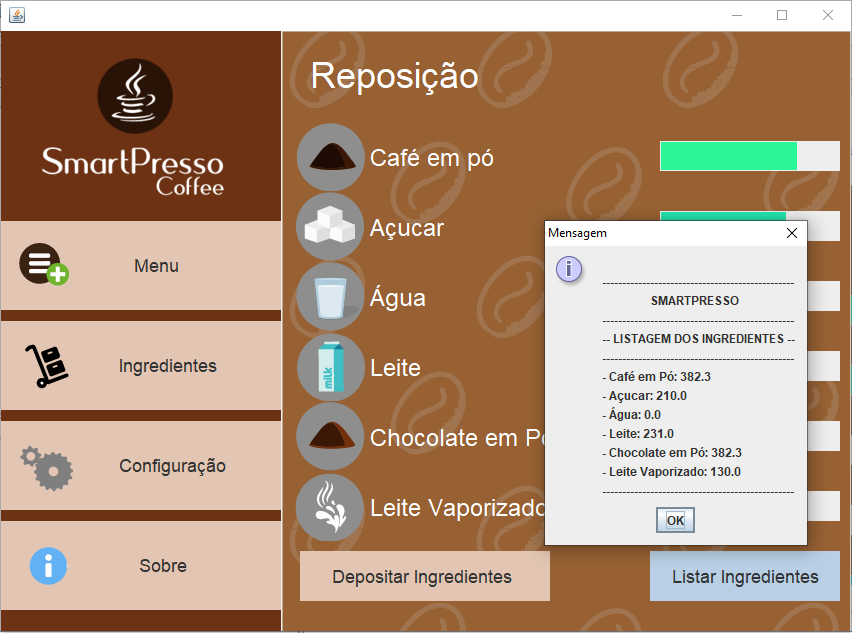 SmartPresso
Coffee
Menu
Ingredientes
Configuração
Sobre
Reposição
Café em pó
Açucar
Água
Leite
milk
Chocolate em Pó
Leite Vaporizado
Depositar Ingredientes
Listar Ingredientes
Mensagem
------------------------------------------------
SMARTPRESSO
------------------------------------------------
-- LISTAGEM DOS INGREDIENTES --
------------------------------------------------
- Café em Pó: 382.3
- Açucar: 210.0
- Água: 0.0
- Leite: 231.0
- Chocolate em Pó: 382.3
- Leite Vaporizado: 130.0
------------------------------------------------
OK